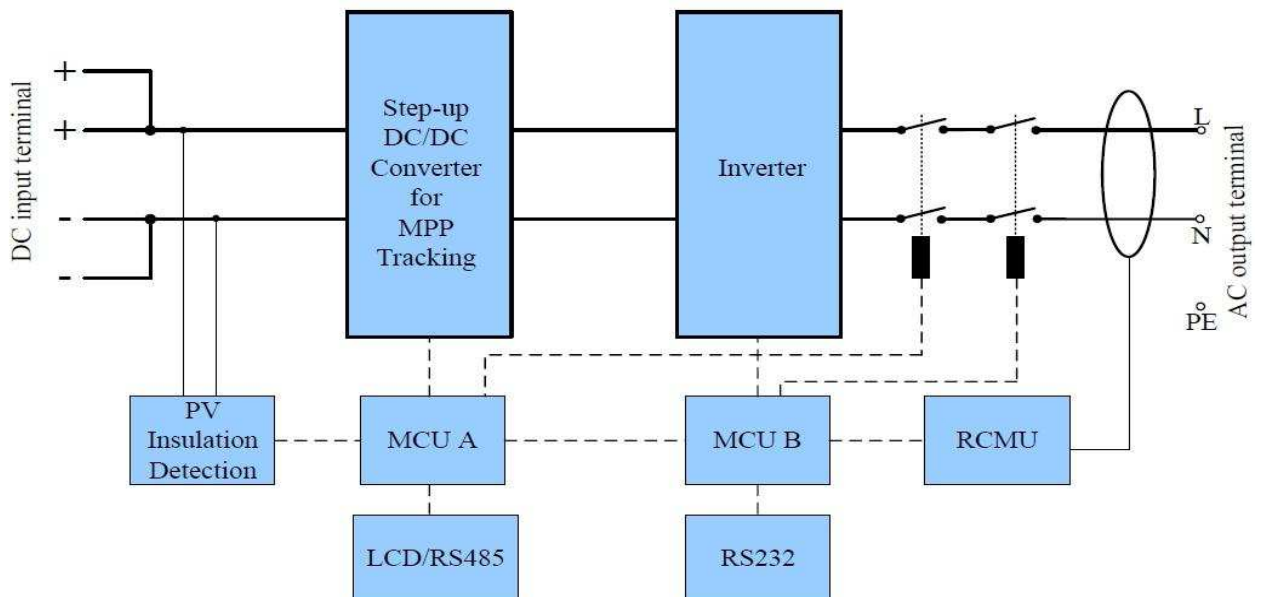 DC input terminal
+
+
-
-
Step-up
DC/DC
Converter
for
MPP
Tracking
Inverter
L
N
PE
AC output terminal
PV
Insulation
Detection
MCU A
MCU B
RCMU
LCD/RS485
RS232